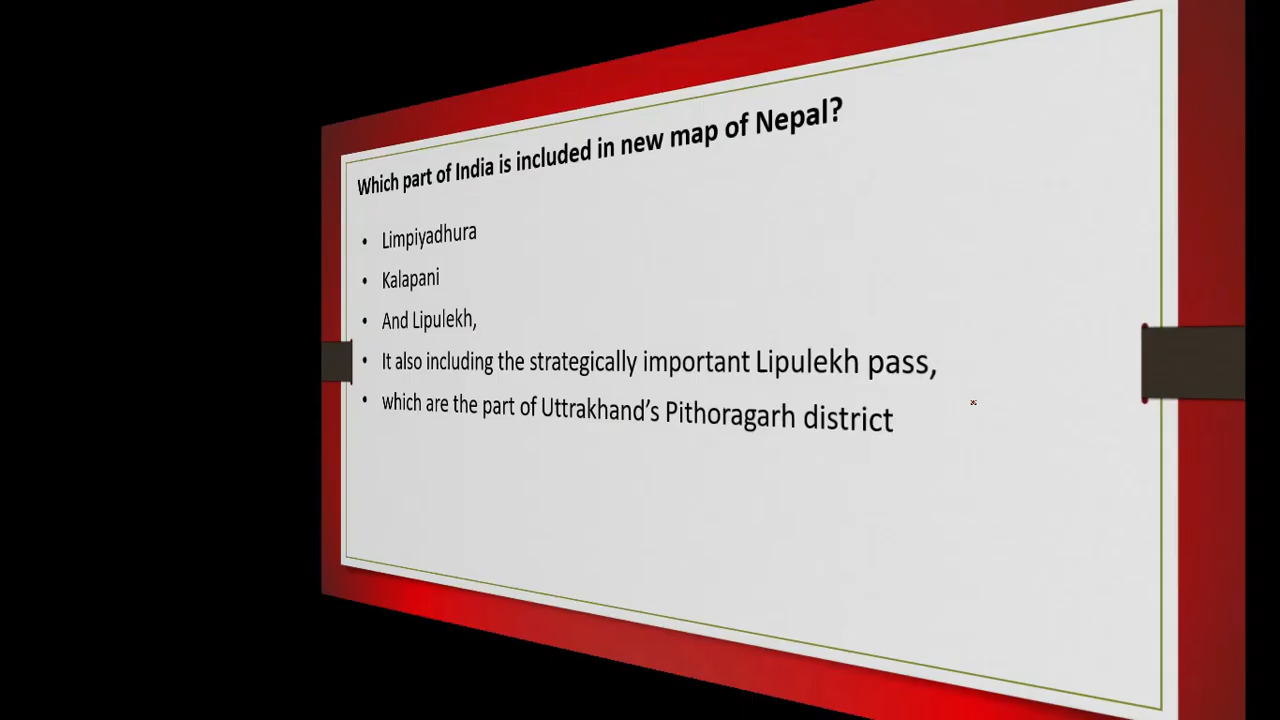 Which part of India is included in new map of Nepal?
• Limpiyadhura
• Kalapani
• And Lipulekh,
• It also including the strategically important Lipulekh pass,
• which are the part of Uttrakhand’s Pithoragarh district